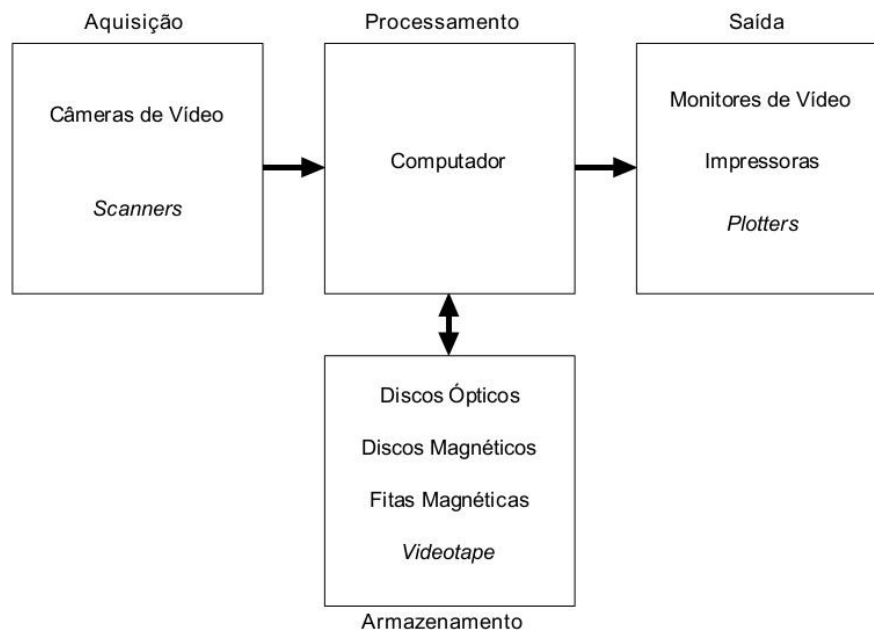 Aquisição
Processamento
Saída
Câmeras de Vídeo
Scanners
Computador
Monitores de Vídeo
Impressoras
Plotters
Discos Ópticos
Discos Magnéticos
Fitas Magnéticas
Videotape
Armazenamento